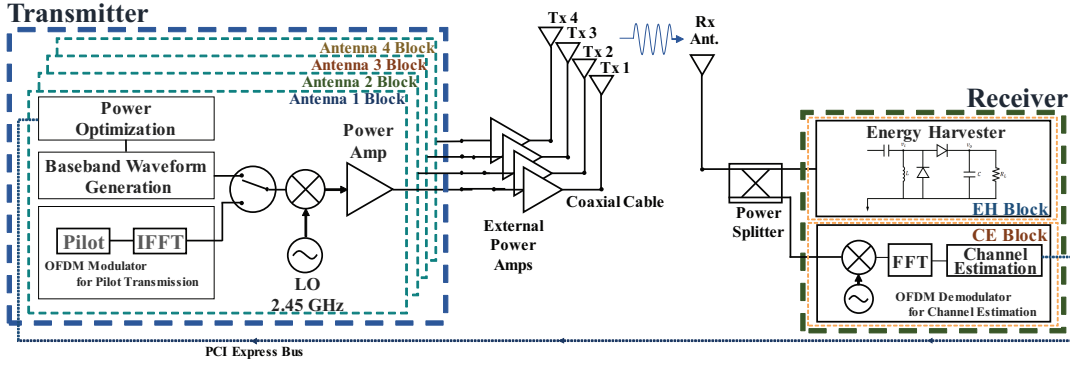 Transmitter
Antenna 4 Block
Antenna 3 Block
Antenna 2 Block
Antenna 1 Block
Power
Optimization
Baseband Waveform
Generation
Pilot
IFFT
OFDM Modulator
for Pilot Transmission
Power
Amp
LO
2.45 GHz
Tx 4
Tx 3
Tx 2
Tx 1
External
Power
Amps
Coaxial Cable
Rx
Ant.
Power
Splitter
Receiver
Energy Harvester
EH Block
CE Block
FFT
Channel
Estimation
OFDM Demodulator
for Channel Estimation
PCI Express Bus